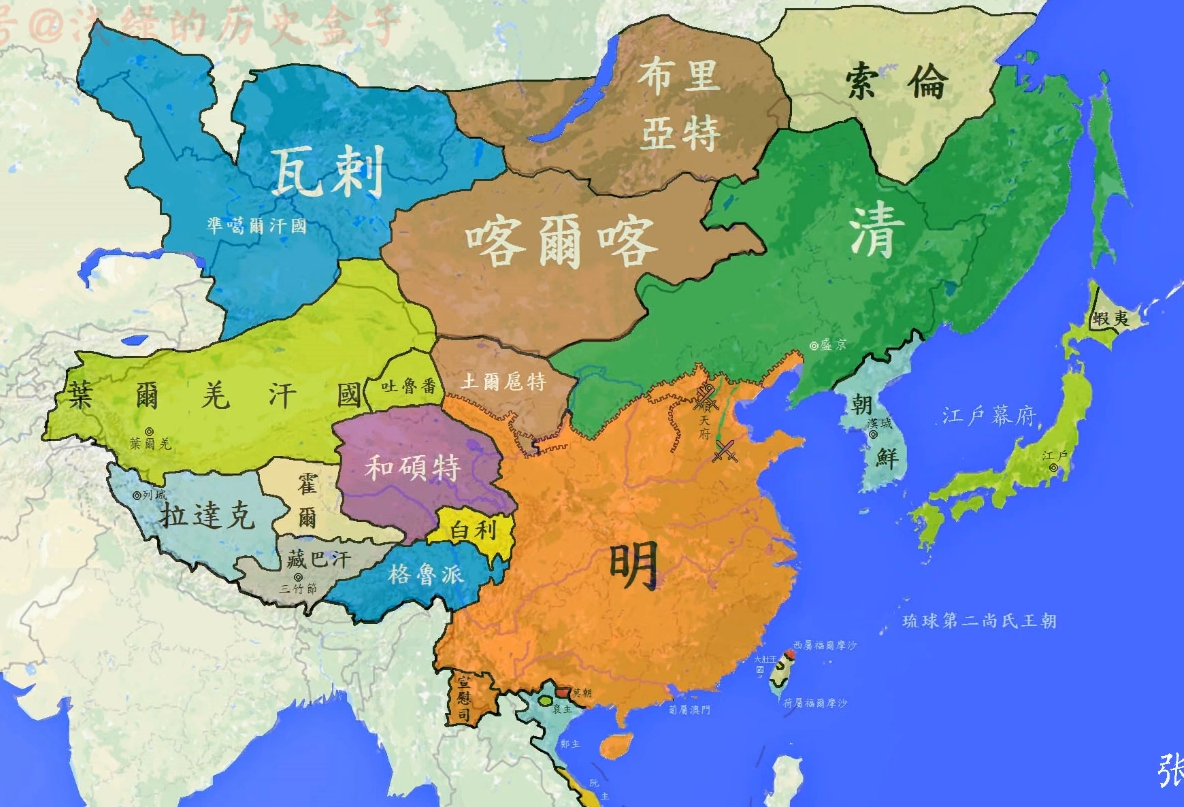 号@浅绿的历史盒子
布里
亞特
索倫
瓦剌
準噶爾汗國
喀爾喀
清
盛京
蝦夷
葉爾羌汗國
葉爾羌
吐魯番
土爾扈特
順天府
朝鮮
漢城
江戶幕府
江戶
和碩特
列城
拉達克
霍爾
白利
藏巴汗
三竹節
格魯派
明
琉球第二尚氏王朝
西屬福爾摩沙
大肚王國
荷屬福爾摩沙
葡屬澳門
宣慰司
莫朝
裒主
鄭主
阮主
张